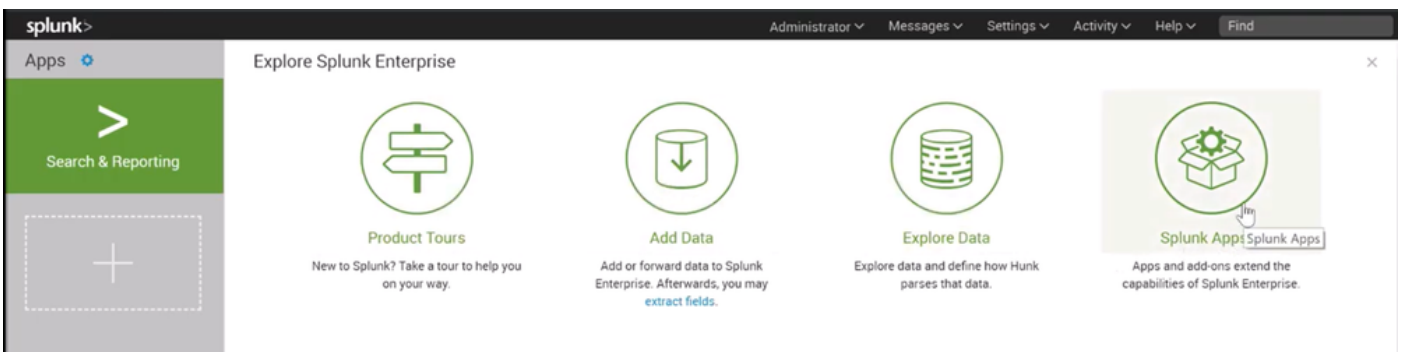 splunk>
Administrator Messages Settings Activity Help Find
Apps
Explore Splunk Enterprise
Search & Reporting
Product Tours
New to Splunk? Take a tour to help you
on your way.
Add Data
Add or forward data to Splunk
Enterprise. Afterwards, you may
extract fields.
Explore Data
Explore data and define how Hunk
parses that data.
Splunk Apps
Splunk Apps
Apps and add-ons extend the
capabilities of Splunk Enterprise.